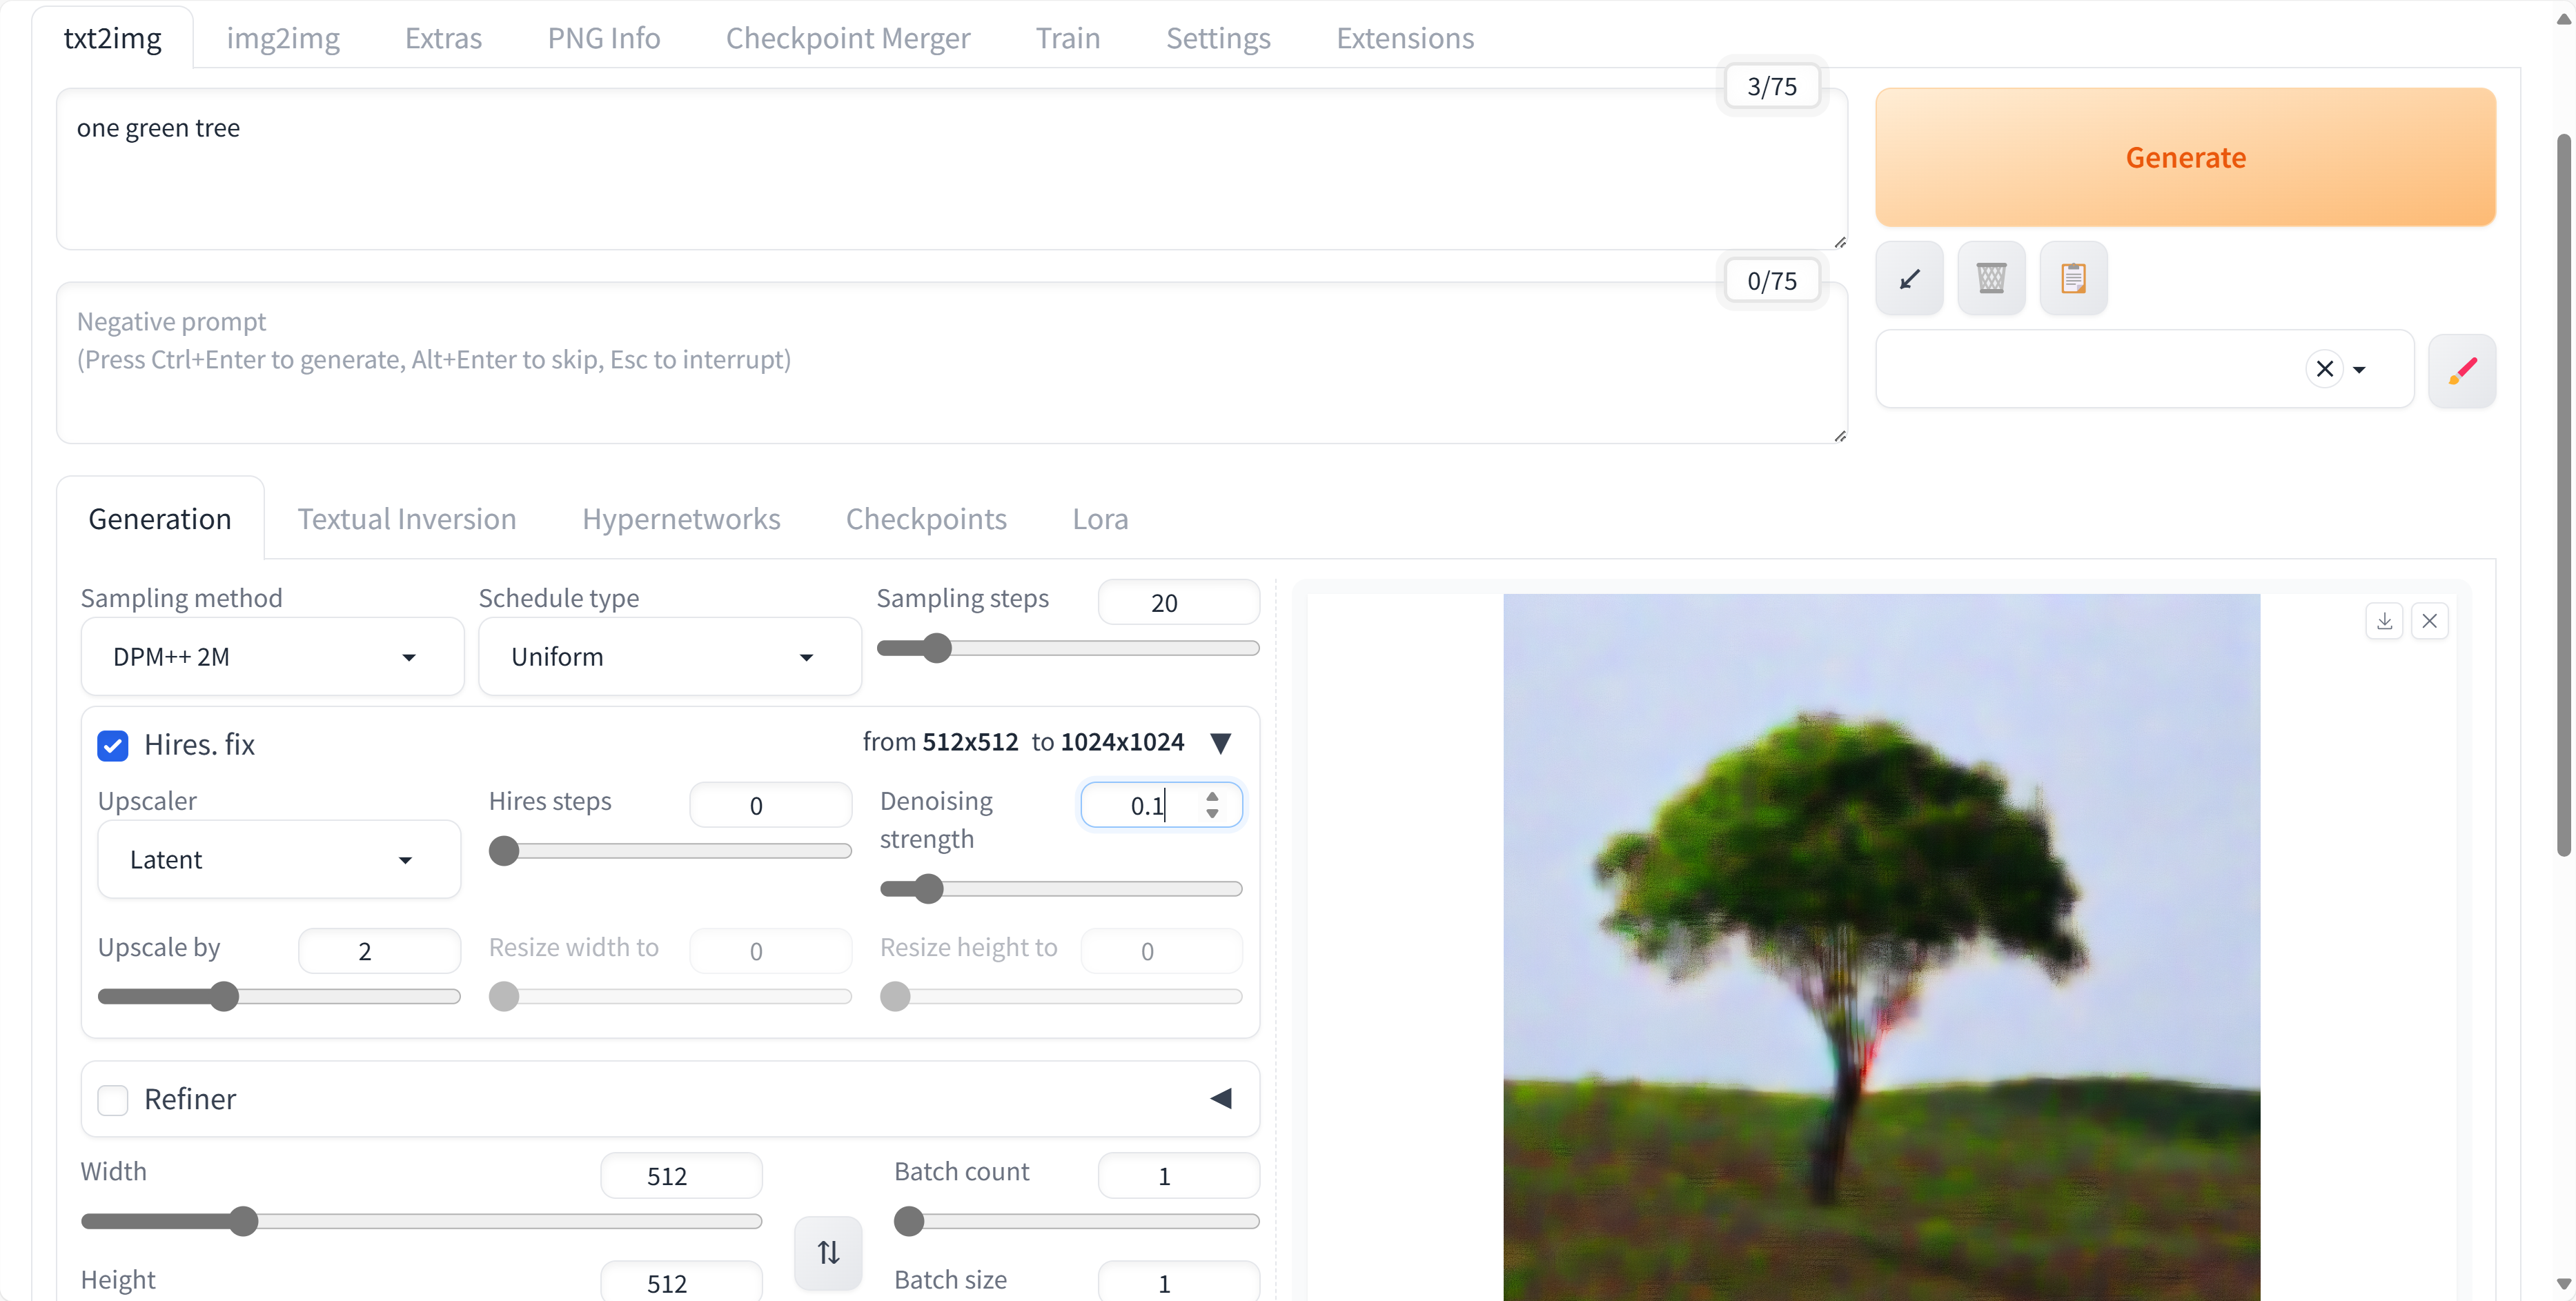 txt2img img2img Extras PNG Info Checkpoint Merger Train Settings Extensions
3/75
one green tree
Generate
0/75
Negative prompt
(Press Ctrl+Enter to generate, Alt+Enter to skip, Esc to interrupt)
Generation Textual Inversion Hypernetworks Checkpoints Lora
Sampling method Schedule type Sampling steps 20
DPM++ 2M Uniform
Hires. fix from 512x512 to 1024x1024
Upscaler Hires steps 0 Denoising strength 0.1
Latent
Upscale by 2 Resize width to 0 Resize height to 0
Refiner
Width 512 Batch count 1
Height 512 Batch size 1